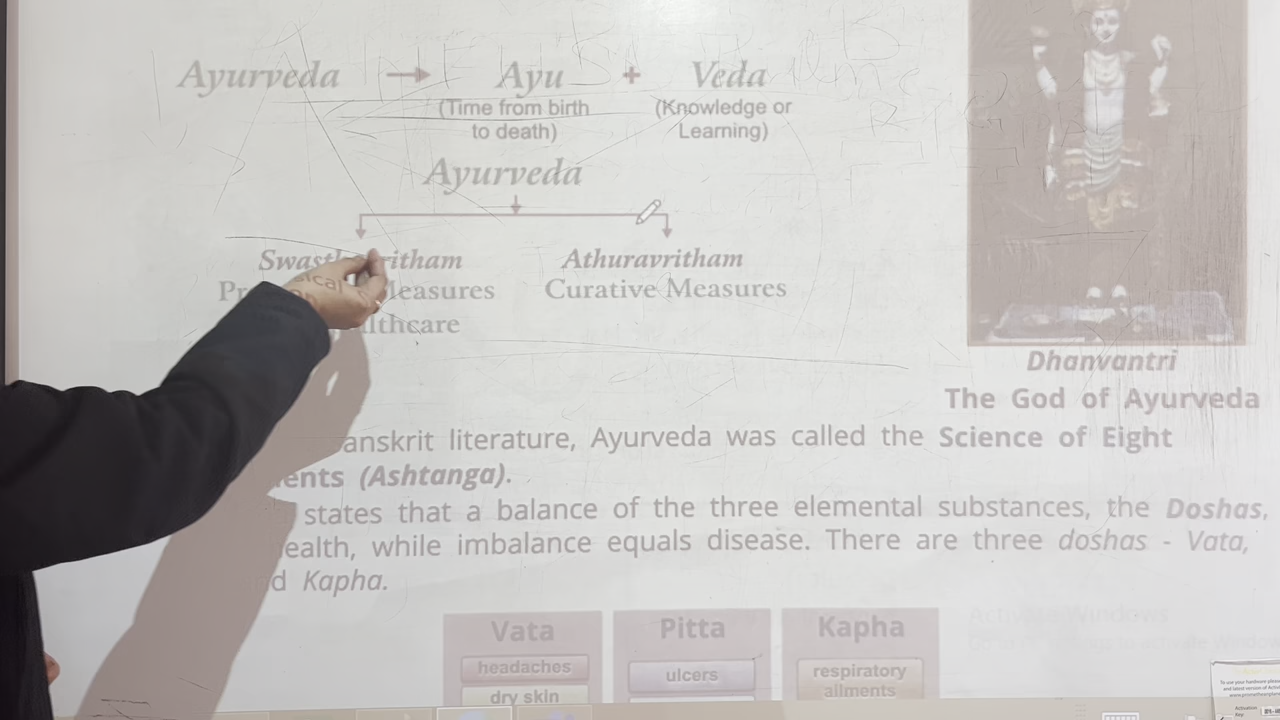 Ayurveda → Ayu + Veda
(Time from birth to death) (Knowledge or Learning)
Ayurveda
Athuravritham
Measures Curative Measures
Dhanvantri
The God of Ayurveda
literature, Ayurveda was called the Science of Eight
(Ashtanga).
states that a balance of the three elemental substances, the Doshas,
while imbalance equals disease. There are three doshas - Vata,
Kapha.
Vata Pitta Kapha
headaches ulcers respiratory ailments
dry skin
Activate Windows